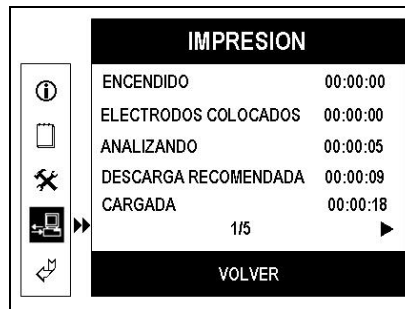 IMPRESION
ENCENDIDO 00:00:00
ELECTRODOS COLOCADOS 00:00:00
ANALIZANDO 00:00:05
DESCARGA RECOMENDADA 00:00:09
CARGADA 00:00:18
1/5
VOLVER